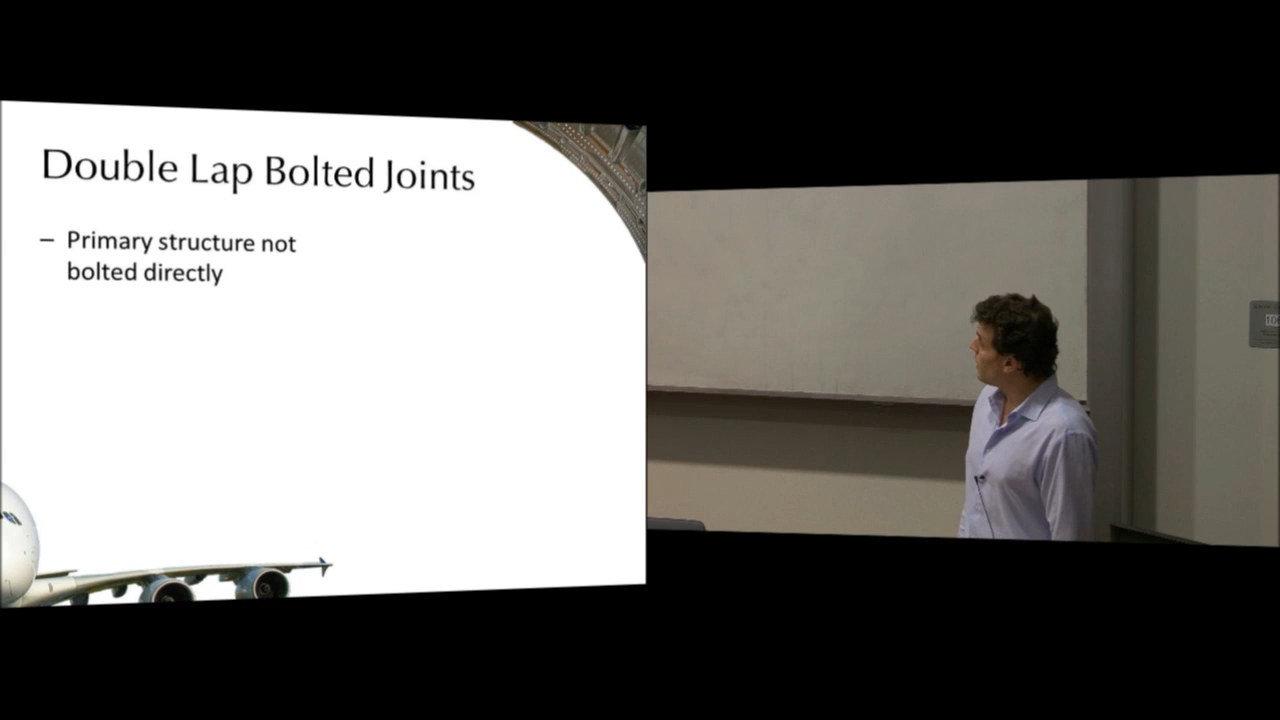 Double Lap Bolted Joints
– Primary structure not
bolted directly